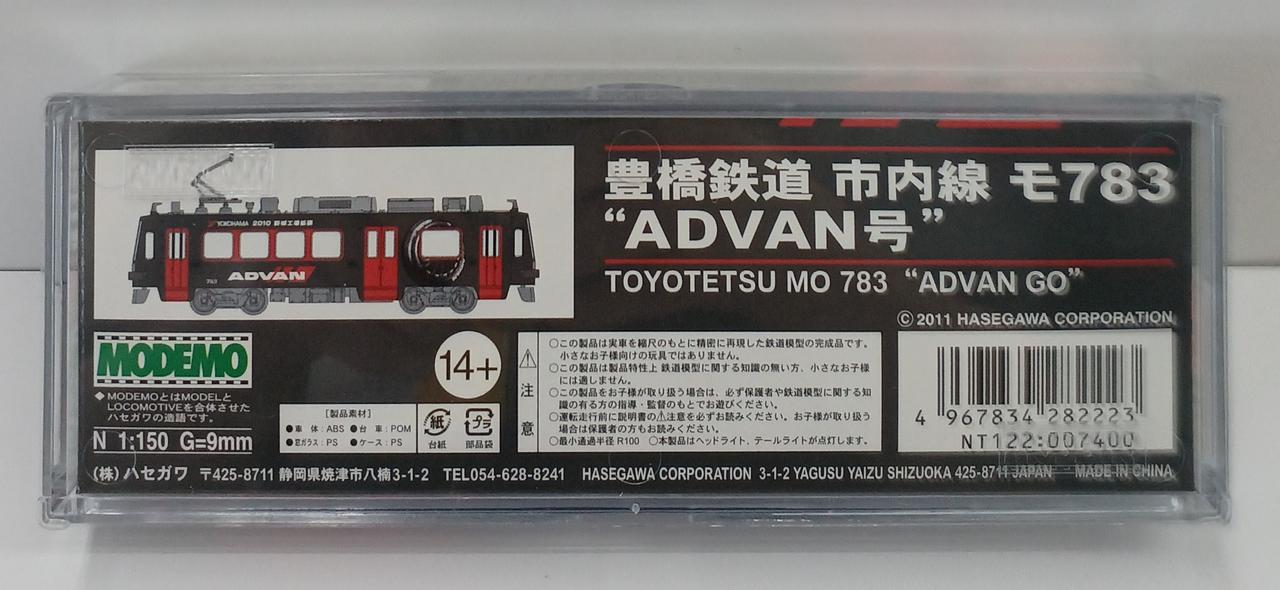 豊橋鉄道 市内線 モ783
“ADVAN号”
TOYOTETSU MO 783 “ADVAN GO”
© 2011 HASEGAWA CORPORATION
YOKOHAMA 2010
ADVAN
783
MODEMO
◆MODEMOとはMODELと
LOCOMOTIVEを合体させた
ハセガワの造語です。
N 1:150 G=9mm
14+
[製品素材]
●車 体:ABS ●台 車:POM
●窓ガラス:PS ●ケース:PS
紙
台紙
プラ
部品袋
注意
○この製品は実車を縮尺のもとに精密に再現した鉄道模型の完成品です。
小さなお子様向けの玩具ではありません。
○この製品は製品特性上 鉄道模型に関する知識の無い方、小さなお子様
には適しません。
○この製品をお子様が取り扱う場合は、必ず保護者や鉄道模型に関する知
識の有る方の指導・監督のもとでお遊びください。
○運転走行前に説明書の⚠注意を必ずお読みください。お子様が取り扱う
場合は保護者の方もお読みください。
○最小通過半径 R100 ○本製品はヘッドライト、テールライトが点灯します。
4 967834 282223
NT122:007400
(株)ハセガワ 〒425-8711 静岡県焼津市八楠3-1-2 TEL054-628-8241 HASEGAWA CORPORATION 3-1-2 YAGUSU YAIZU SHIZUOKA 425-8711 JAPAN MADE IN CHINA